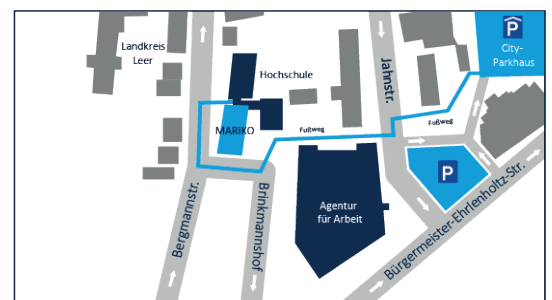 P
City-
Parkhaus
Landkreis
Leer
Hochschule
Jahnstr.
MARIKO
Fußweg
Fußweg
P
Agentur
für Arbeit
Bergmannstr.
Brinkmannshof
Bürgermeister-Ehrlenholtz-Str.